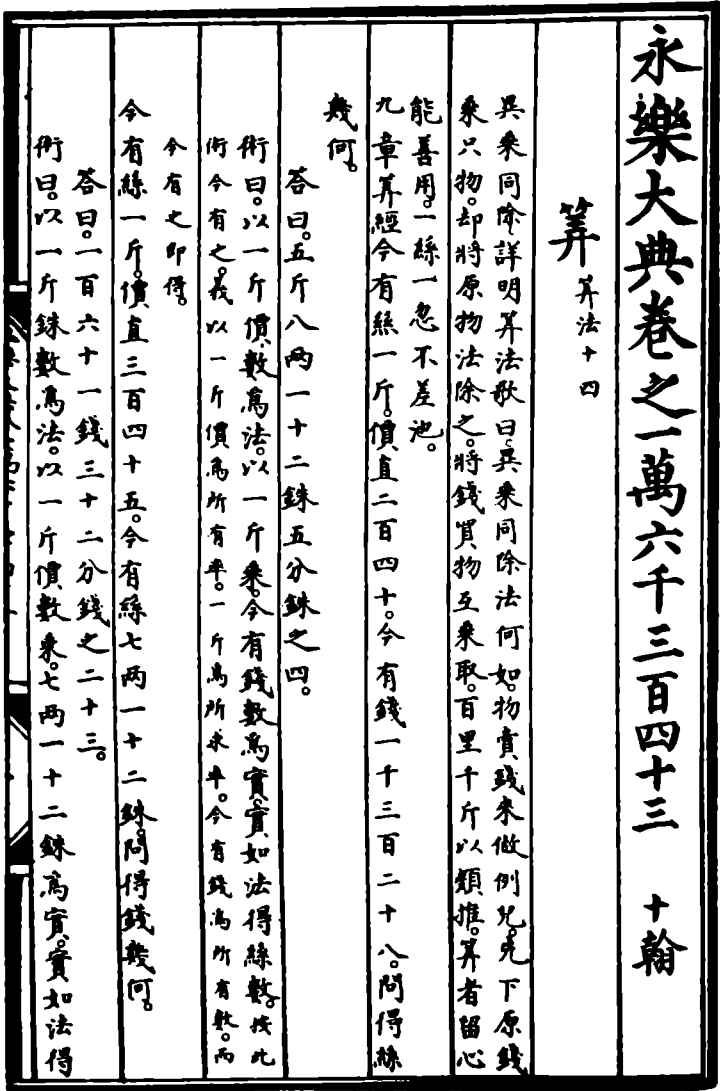 永樂大典卷之一萬六千三百四十三 十翰
筭 筭法十四
異乘同除詳明筭法歌曰。異乘同除法何如。物賣錢來做例兒。先下原錢
乘只物。却將原物法除之。將錢買物互乘取。百里千斤以類推。筭者留心
能善用。一絲一忽不差池。
九章筭經今有絲一斤。價直二百四十。今有錢一千三百二十八。問得絲
幾何。
答曰。五斤八两一十二銖五分銖之四。
術曰。以一斤價數爲法。以一斤乘。今有錢數爲實。實如法得絲數。按此
術今有之。義以一斤價爲所有率。一斤爲所求率。今有錢爲所有數。而
今有之即得。
今有絲一斤。價直三百四十五。今有絲七两一十二銖。問得錢幾何。
答曰。一百六十一錢三十二分錢之二十三。
術曰。以一斤銖數爲法。以一斤價數乘。七两一十二銖爲實。實如法得